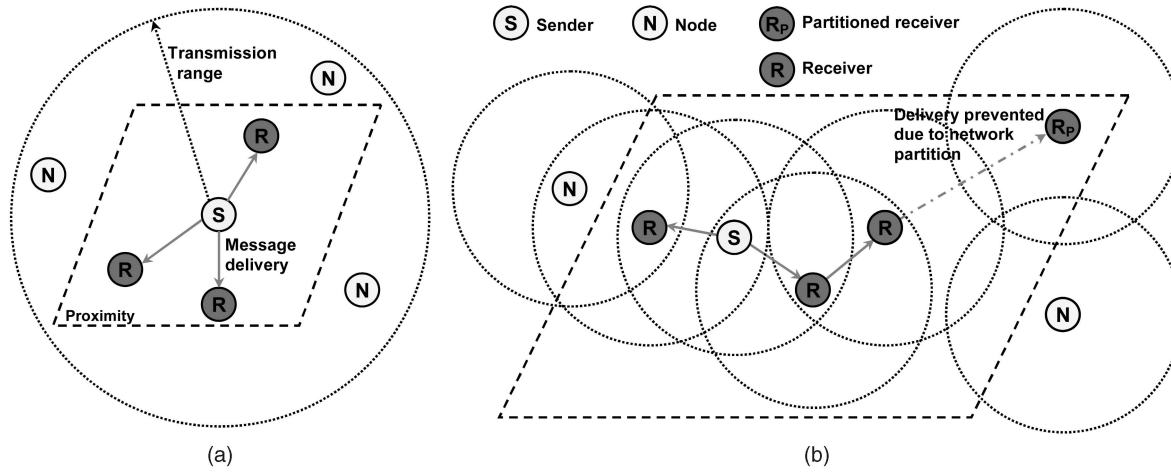 Transmission
range
N
R
N
S
Message
delivery
R
N
R
Proximity
(a)
S Sender
N Node
RP Partitioned receiver
R Receiver
Delivery prevented
due to network
partition
RP
N
R
S
R
R
N
(b)